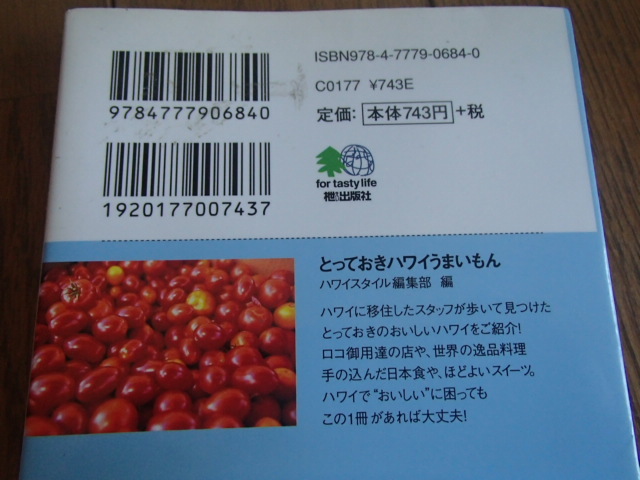 9784777906840
1920177007437
ISBN978-4-7779-0684-0
C0177 ¥743E
定価: 本体743円 +税
for tasty life
枻出版社
とっておきハワイうまいもん
ハワイスタイル編集部 編
ハワイに移住したスタッフが歩いて見つけた
とっておきのおいしいハワイをご紹介!
ロコ御用達の店や、世界の逸品料理
手の込んだ日本食や、ほどよいスイーツ。
ハワイで“おいしい”に困っても
この1冊があれば大丈夫!